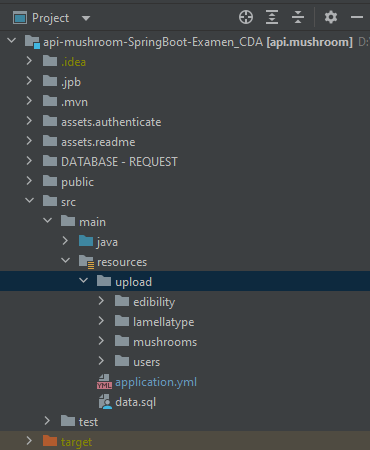 Project
api-mushroom-SpringBoot-Examen_CDA [api.mushroom] D:\
.idea
.jpb
.mvn
assets.authenticate
assets.readme
DATABASE - REQUEST
public
src
main
java
resources
upload
edibility
lamellatype
mushrooms
users
YML application.yml
data.sql
test
target